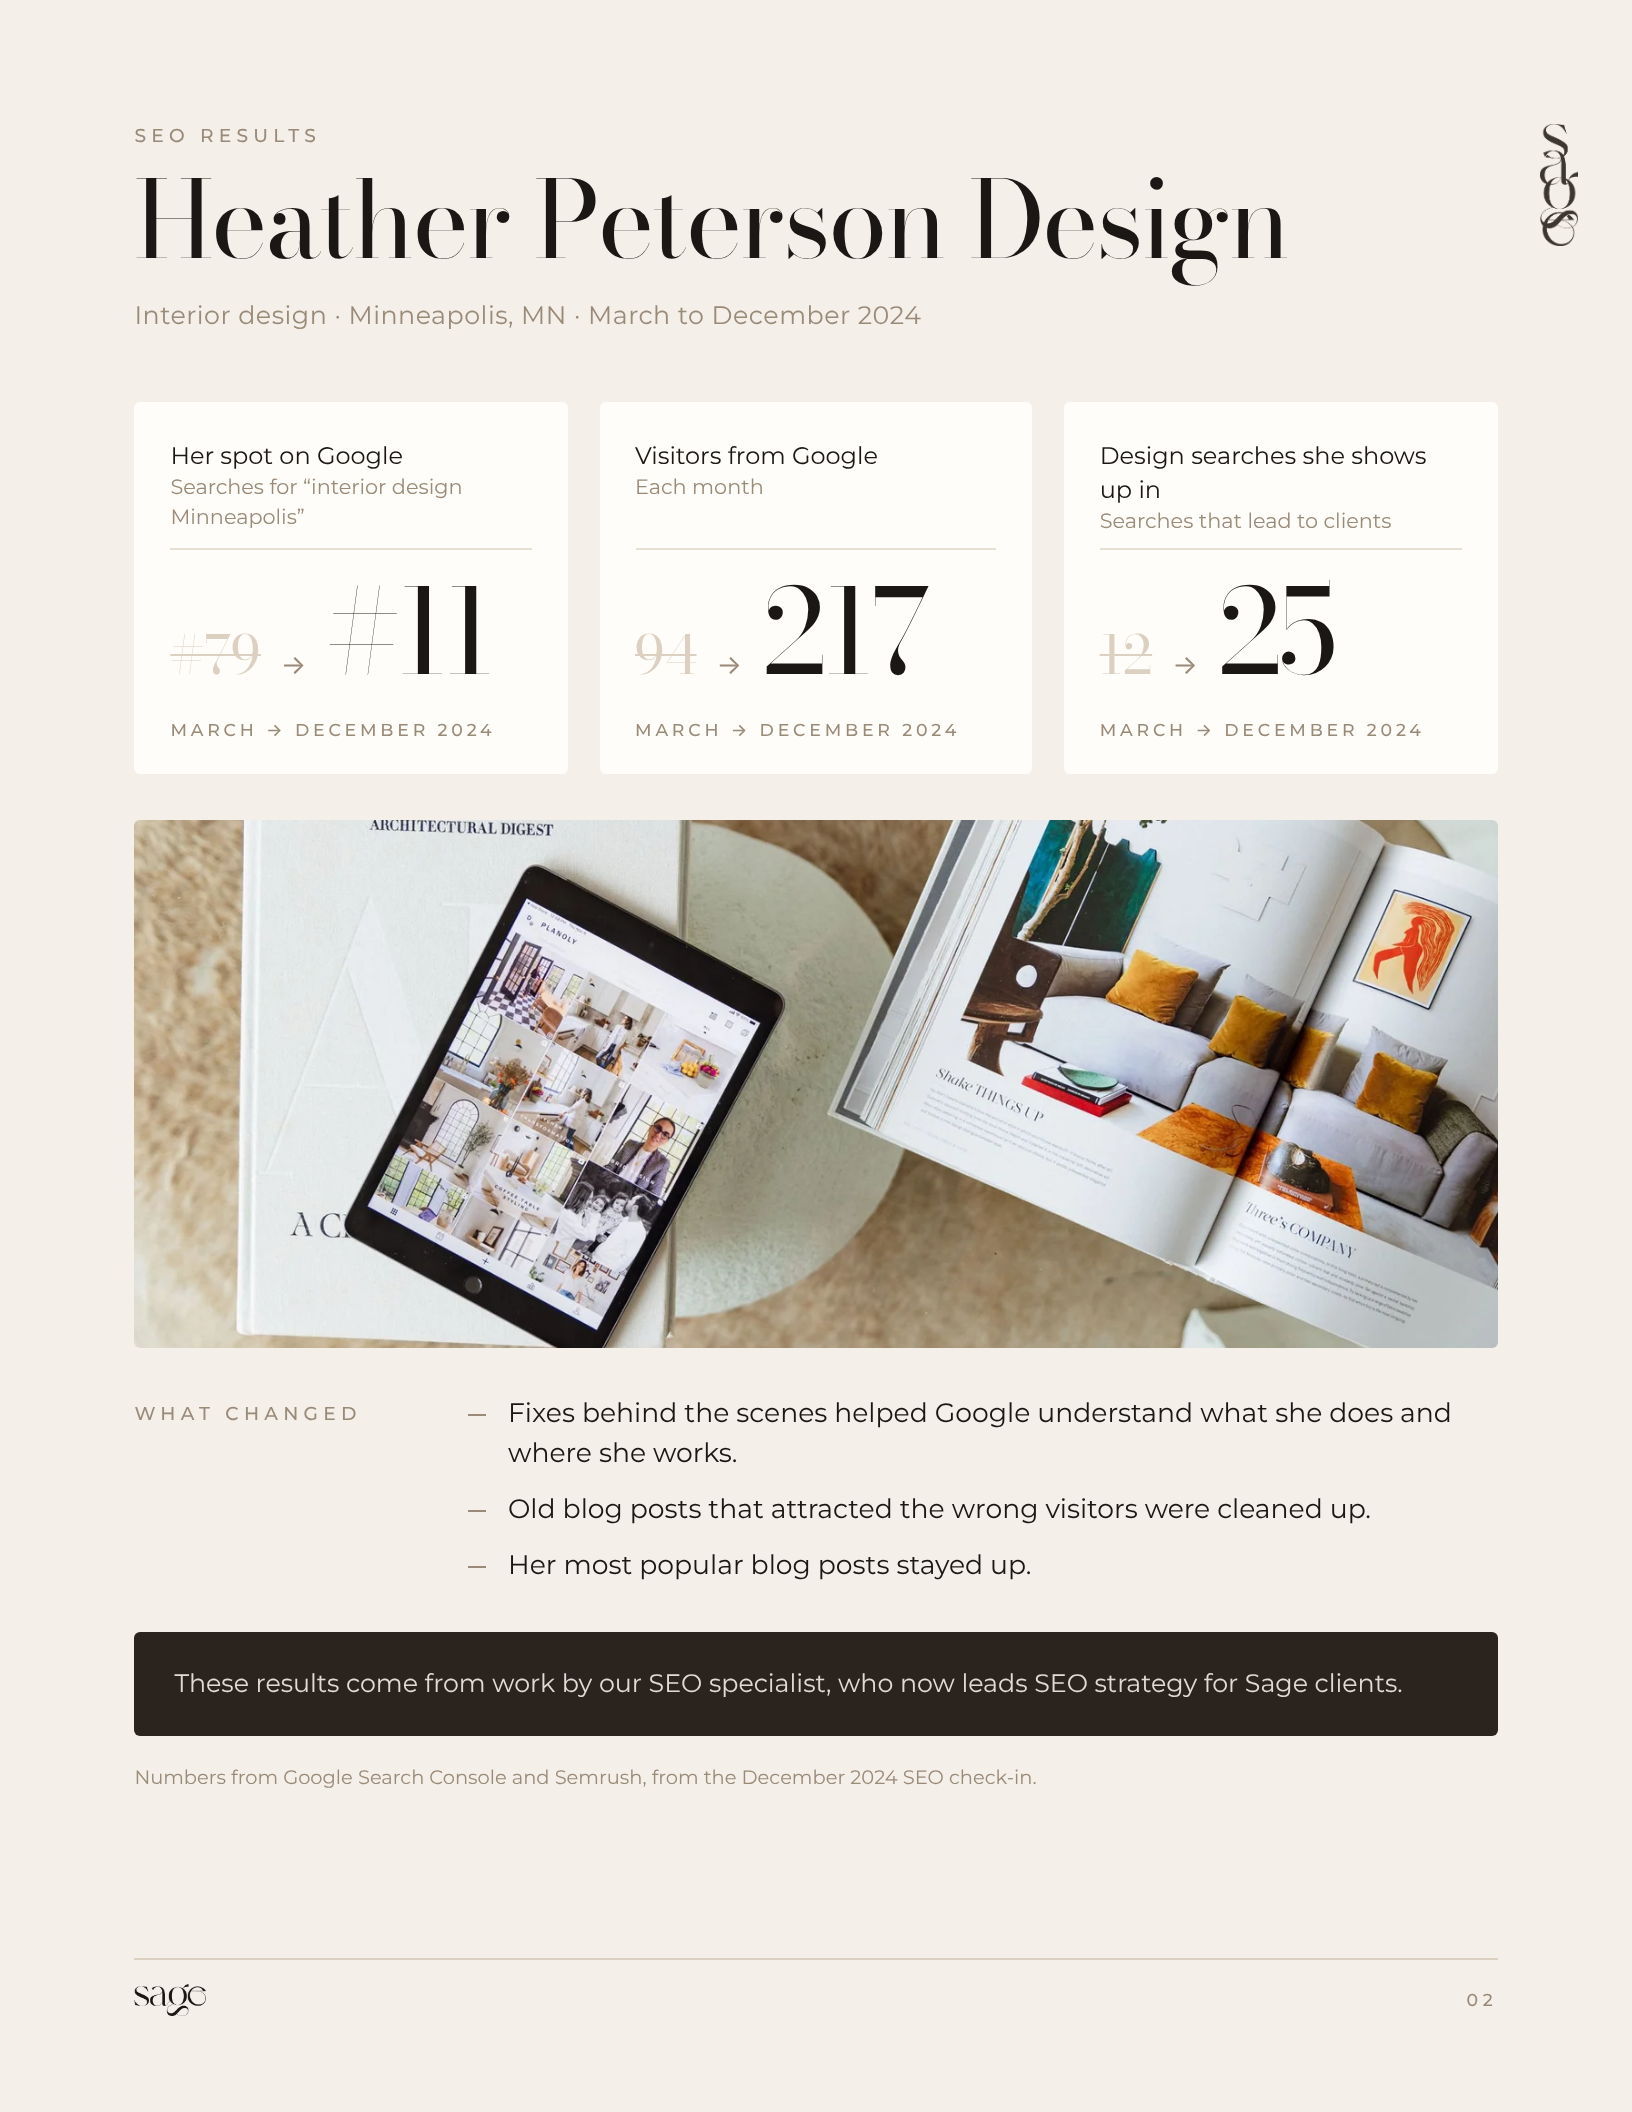 SEO RESULTS
sage
Heather Peterson Design
Interior design · Minneapolis, MN · March to December 2024
Her spot on Google
Searches for “interior design
Minneapolis”
#79 → #11
MARCH → DECEMBER 2024
Visitors from Google
Each month
94 → 217
MARCH → DECEMBER 2024
Design searches she shows
up in
Searches that lead to clients
12 → 25
MARCH → DECEMBER 2024
ARCHITECTURAL DIGEST
PLANOLY
COFFEE TABLE
STYLING
Shake THINGS UP
Three's COMPANY
WHAT CHANGED
— Fixes behind the scenes helped Google understand what she does and
where she works.
— Old blog posts that attracted the wrong visitors were cleaned up.
— Her most popular blog posts stayed up.
These results come from work by our SEO specialist, who now leads SEO strategy for Sage clients.
Numbers from Google Search Console and Semrush, from the December 2024 SEO check-in.
sage
02